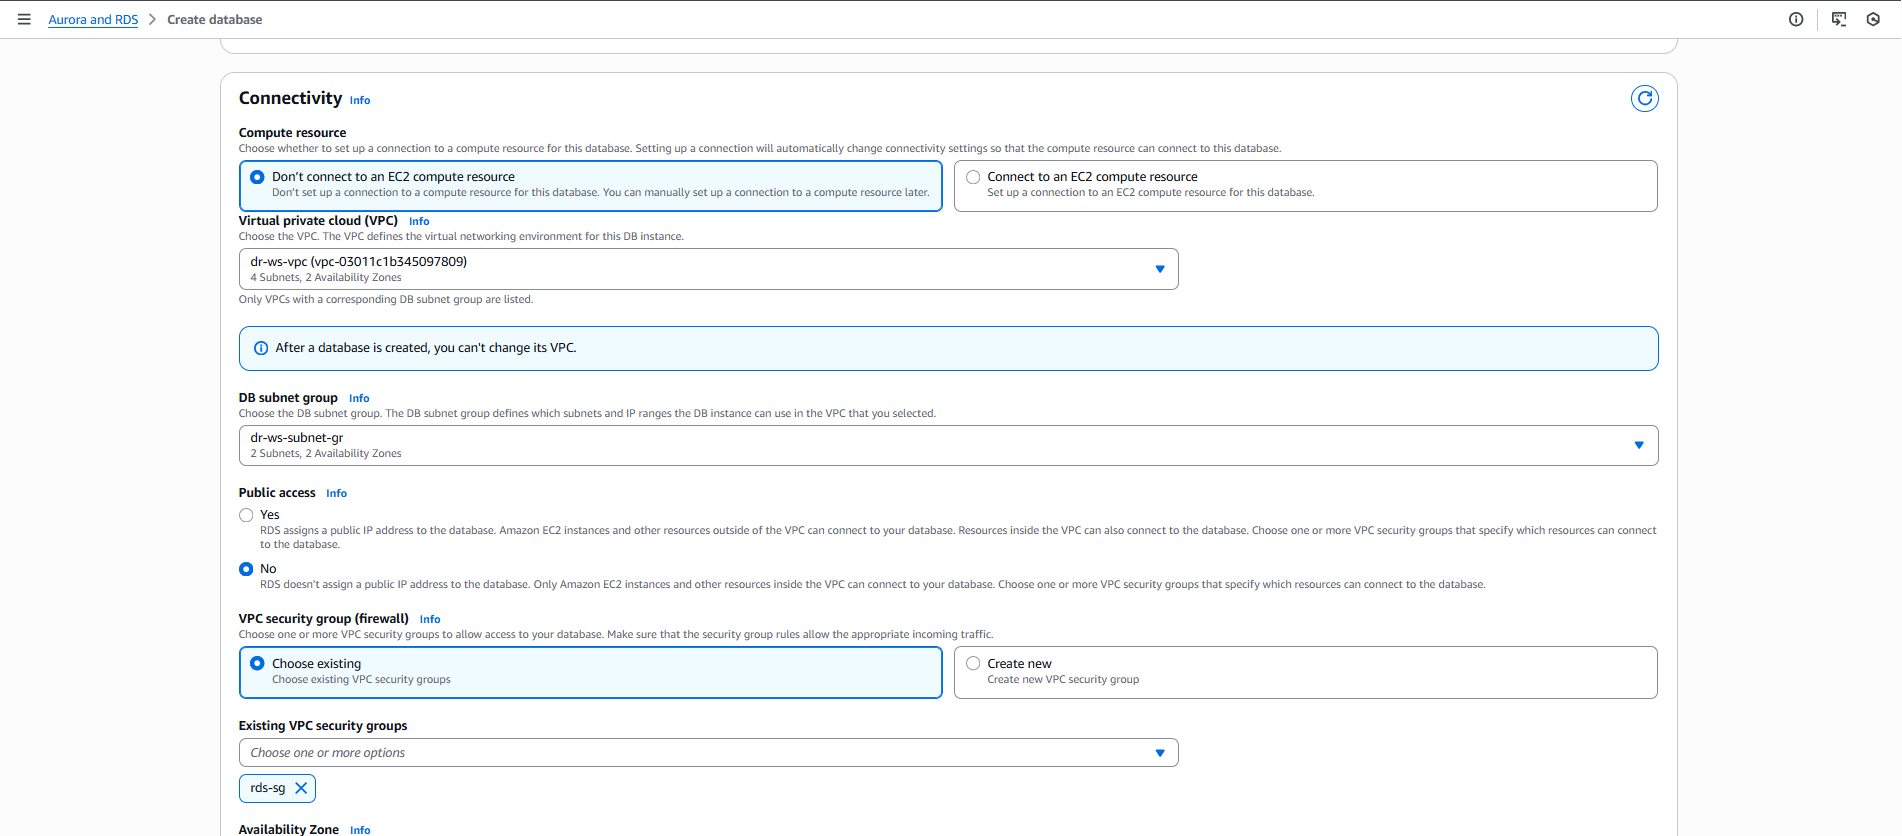 Aurora and RDS > Create database
Connectivity Info
Compute resource
Choose whether to set up a connection to a compute resource for this database. Setting up a connection will automatically change connectivity settings so that the compute resource can connect to this database.
Don't connect to an EC2 compute resource
Don't set up a connection to a compute resource for this database. You can manually set up a connection to a compute resource later.
Connect to an EC2 compute resource
Set up a connection to an EC2 compute resource for this database.
Virtual private cloud (VPC) Info
Choose the VPC. The VPC defines the virtual networking environment for this DB instance.
dr-ws-vpc (vpc-03011c1b345097809)
4 Subnets, 2 Availability Zones
Only VPCs with a corresponding DB subnet group are listed.
After a database is created, you can't change its VPC.
DB subnet group Info
Choose the DB subnet group. The DB subnet group defines which subnets and IP ranges the DB instance can use in the VPC that you selected.
dr-ws-subnet-gr
2 Subnets, 2 Availability Zones
Public access Info
Yes
RDS assigns a public IP address to the database. Amazon EC2 instances and other resources outside of the VPC can connect to your database. Resources inside the VPC can also connect to the database. Choose one or more VPC security groups that specify which resources can connect
to the database.
No
RDS doesn't assign a public IP address to the database. Only Amazon EC2 instances and other resources inside the VPC can connect to your database. Choose one or more VPC security groups that specify which resources can connect to the database.
VPC security group (firewall) Info
Choose one or more VPC security groups to allow access to your database. Make sure that the security group rules allow the appropriate incoming traffic.
Choose existing
Choose existing VPC security groups
Create new
Create new VPC security group
Existing VPC security groups
Choose one or more options
rds-sg
Availability Zone Info